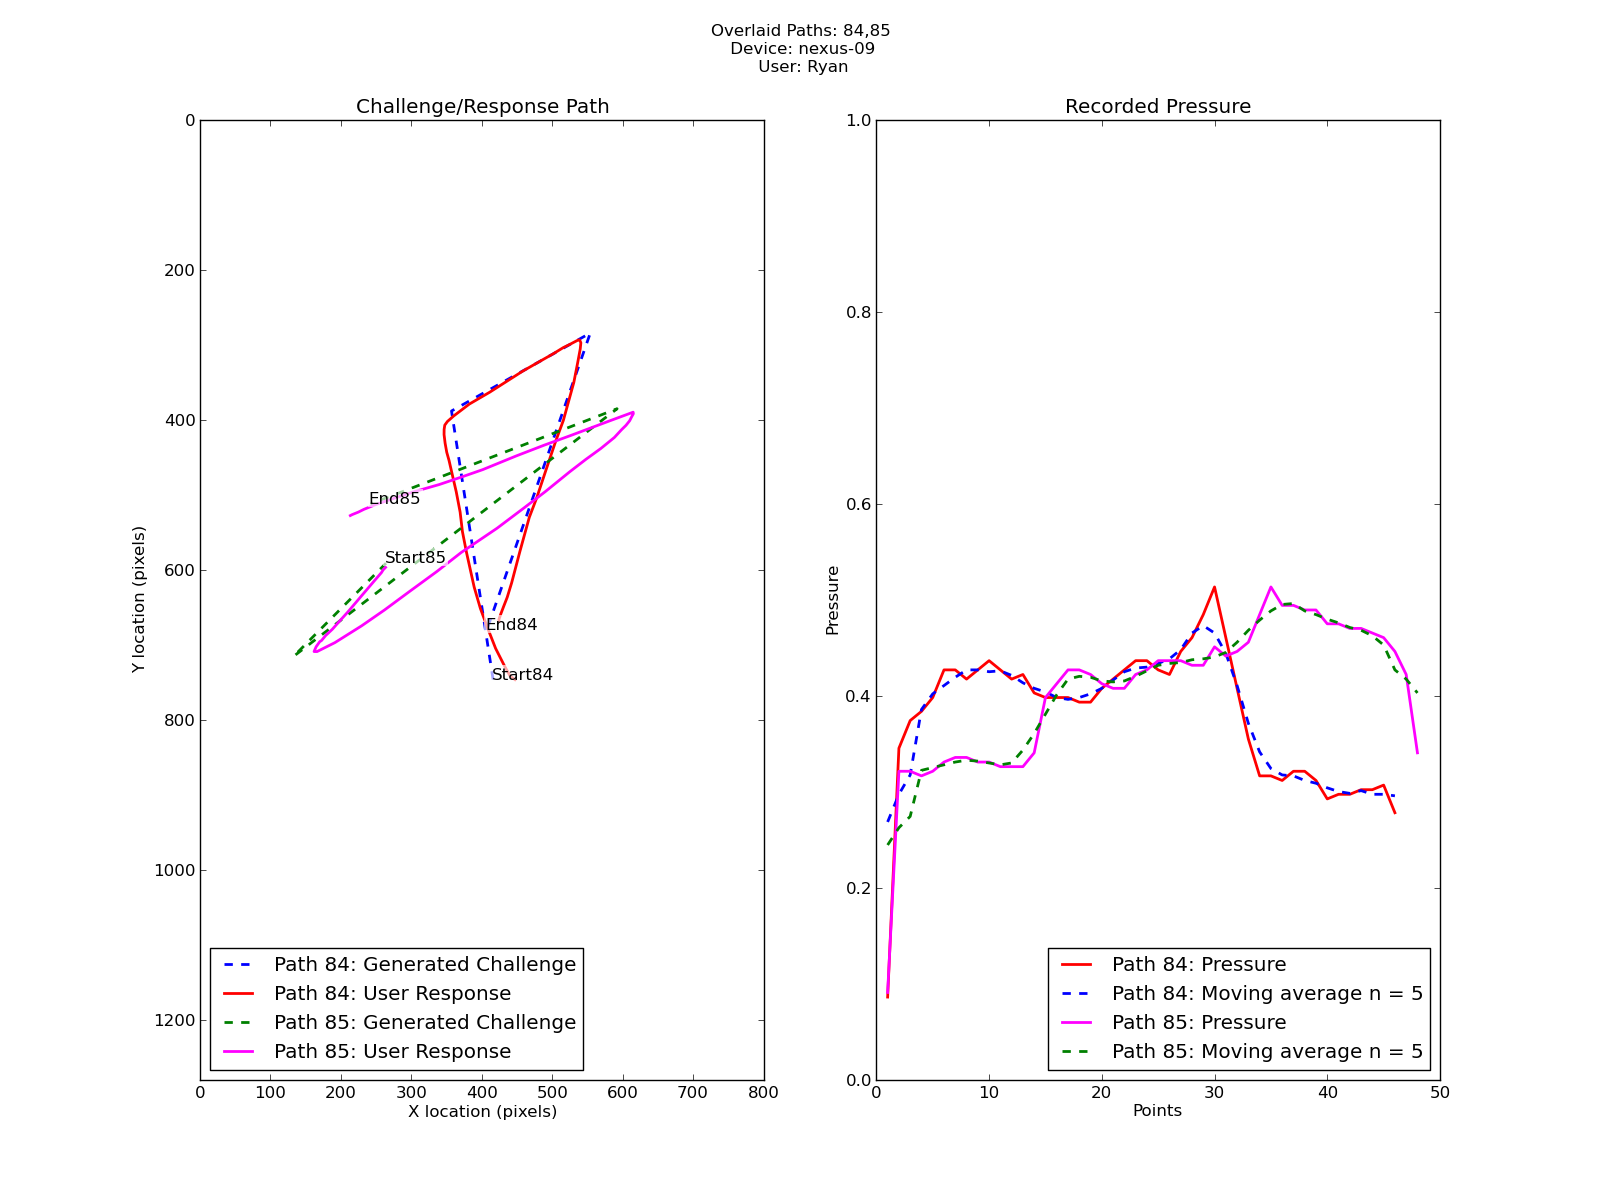 Overlaid Paths: 84,85
Device: nexus-09
User: Ryan
Challenge/Response Path
0
200
400
600
800
1000
1200
Y location (pixels)
End85
Start85
End84
Start84
Path 84: Generated Challenge
Path 84: User Response
Path 85: Generated Challenge
Path 85: User Response
0 100 200 300 400 500 600 700 800
X location (pixels)
Recorded Pressure
1.0
0.8
0.6
0.4
0.2
0.0
Pressure
Path 84: Pressure
Path 84: Moving average n = 5
Path 85: Pressure
Path 85: Moving average n = 5
0 10 20 30 40 50
Points